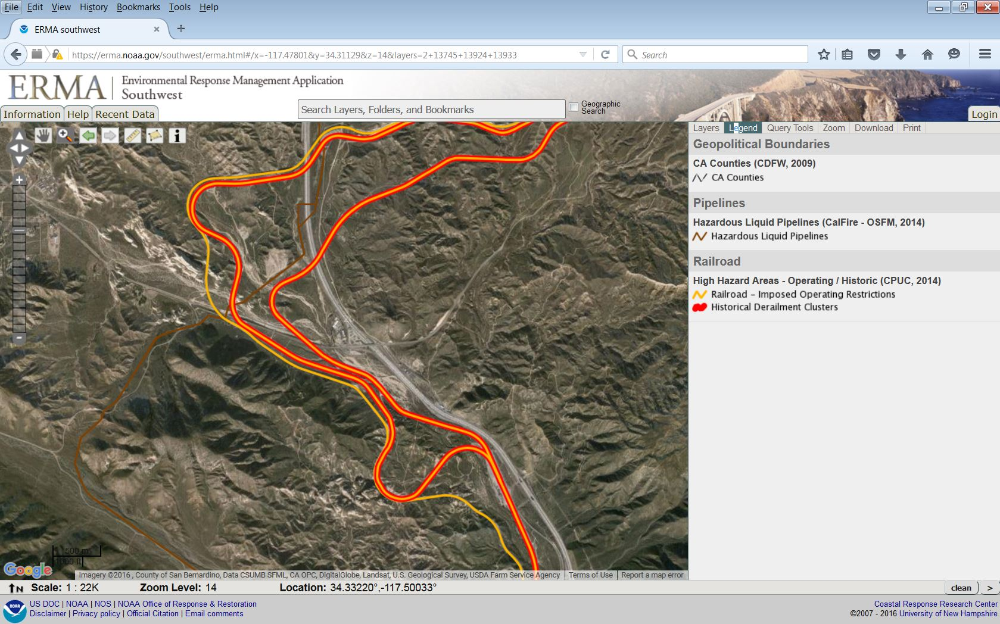 File Edit View History Bookmarks Tools Help
ERMA southwest
https://erma.noaa.gov/southwest/erma.html#/x=-117.47801&y=34.31129&z=14&layers=2+13745+13924+13933
Search
ERMA
Environmental Response Management Application
Southwest
Search Layers, Folders, and Bookmarks
Geographic
Search
Information Help Recent Data
Login
Layers Legend Query Tools Zoom Download Print
Geopolitical Boundaries
CA Counties (CDFW, 2009)
CA Counties
Pipelines
Hazardous Liquid Pipelines (CalFire - OSFM, 2014)
Hazardous Liquid Pipelines
Railroad
High Hazard Areas - Operating / Historic (CPUC, 2014)
Railroad - Imposed Operating Restrictions
Historical Derailment Clusters
500 m
1000 ft
Google
Imagery ©2016 , County of San Bernardino, Data CSUMB SFML, CA OPC, DigitalGlobe, Landsat, U.S. Geological Survey, USDA Farm Service Agency
Terms of Use
Report a map error
N Scale: 1 : 22K Zoom Level: 14 Location: 34.33220°,-117.50033°
clean >
NOAA
US DOC | NOAA | NOS | NOAA Office of Response & Restoration
Disclaimer | Privacy policy | Official Citation | Email comments
Coastal Response Research Center
©2007 - 2016 University of New Hampshire